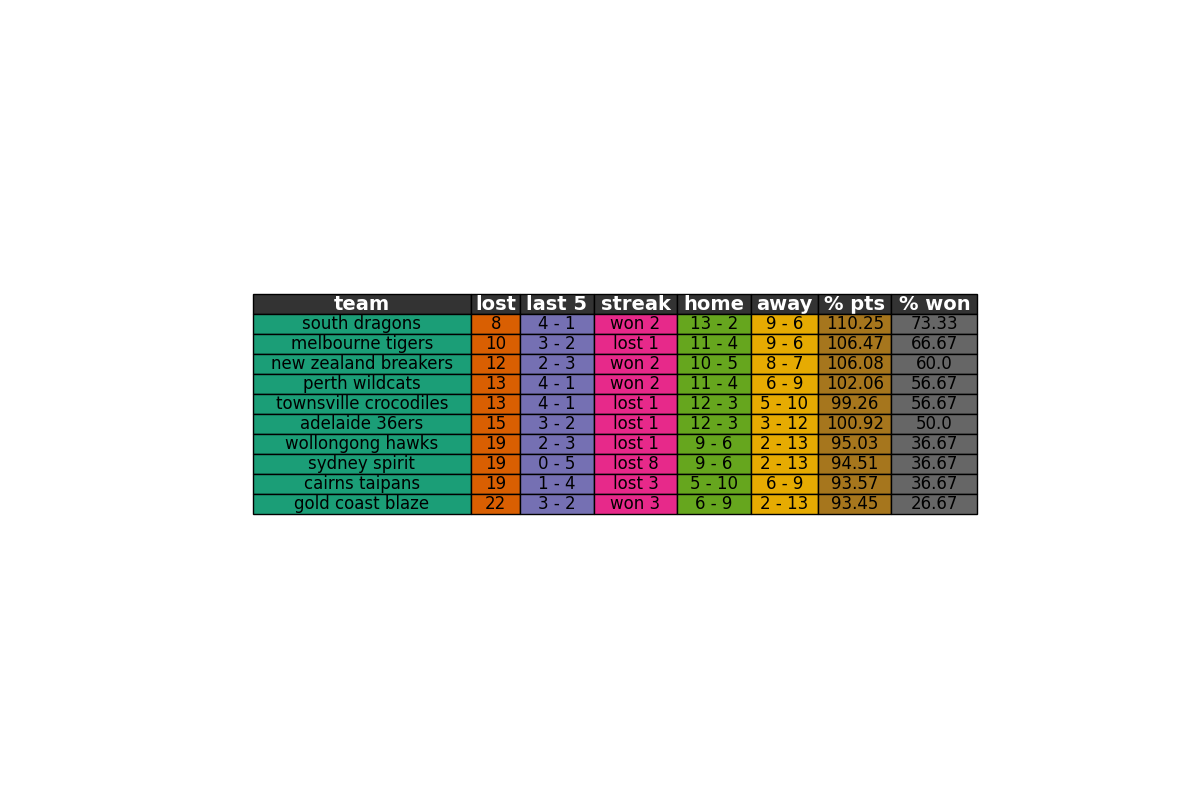 team lost last 5 streak home away % pts % won
south dragons 8 4 - 1 won 2 13 - 2 9 - 6 110.25 73.33
melbourne tigers 10 3 - 2 lost 1 11 - 4 9 - 6 106.47 66.67
new zealand breakers 12 2 - 3 won 2 10 - 5 8 - 7 106.08 60.0
perth wildcats 13 4 - 1 won 2 11 - 4 6 - 9 102.06 56.67
townsville crocodiles 13 4 - 1 lost 1 12 - 3 5 - 10 99.26 56.67
adelaide 36ers 15 3 - 2 lost 1 12 - 3 3 - 12 100.92 50.0
wollongong hawks 19 2 - 3 lost 1 9 - 6 2 - 13 95.03 36.67
sydney spirit 19 0 - 5 lost 8 9 - 6 2 - 13 94.51 36.67
cairns taipans 19 1 - 4 lost 3 5 - 10 6 - 9 93.57 36.67
gold coast blaze 22 3 - 2 won 3 6 - 9 2 - 13 93.45 26.67